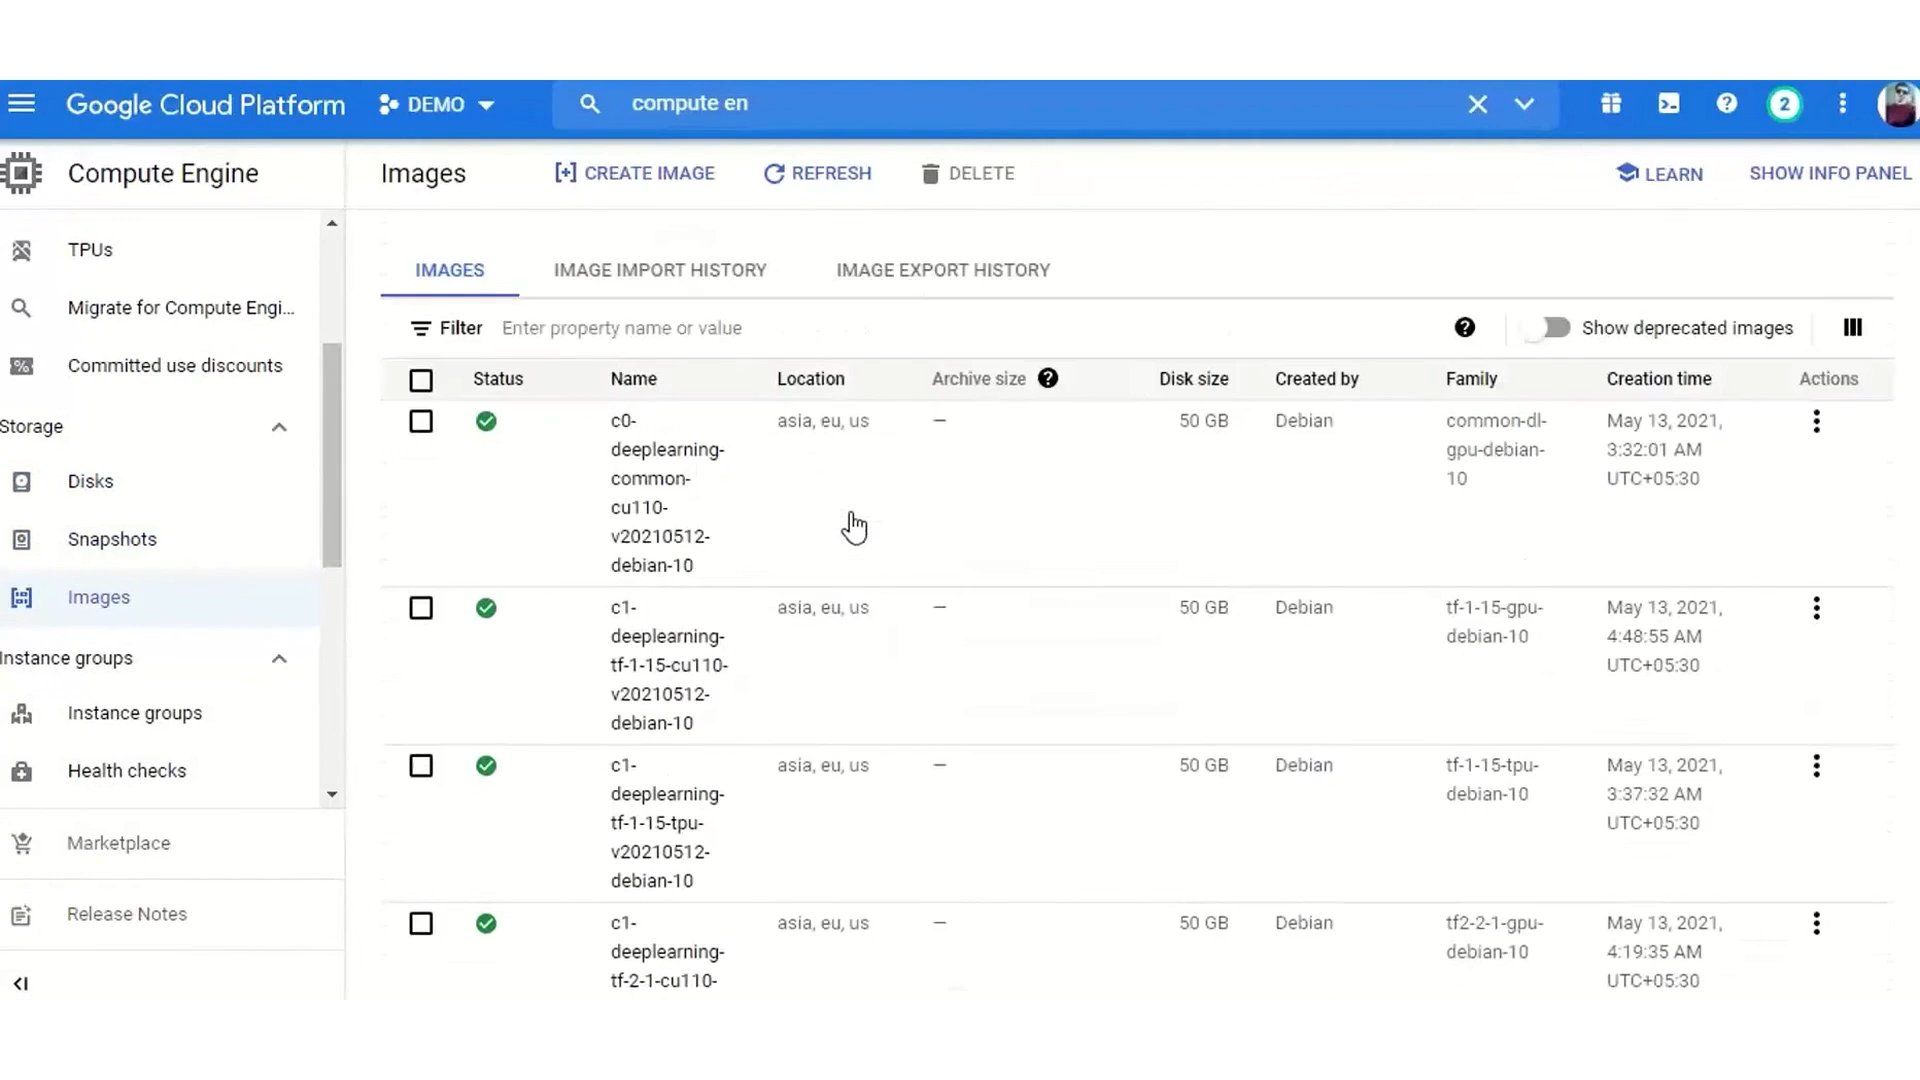 Google Cloud Platform
DEMO
compute en
2
Compute Engine
Images
CREATE IMAGE
REFRESH
DELETE
LEARN
SHOW INFO PANEL
TPUs
Migrate for Compute Engi...
Committed use discounts
Storage
Disks
Snapshots
Images
Instance groups
Instance groups
Health checks
Marketplace
Release Notes
IMAGES
IMAGE IMPORT HISTORY
IMAGE EXPORT HISTORY
Filter
Enter property name or value
Show deprecated images
Status
Name
Location
Archive size
Disk size
Created by
Family
Creation time
Actions
c0-
deeplearning-
common-
cu110-
v20210512-
debian-10
asia, eu, us
—
50 GB
Debian
common-dl-
gpu-debian-
10
May 13, 2021,
3:32:01 AM
UTC+05:30
c1-
deeplearning-
tf-1-15-cu110-
v20210512-
debian-10
asia, eu, us
—
50 GB
Debian
tf-1-15-gpu-
debian-10
May 13, 2021,
4:48:55 AM
UTC+05:30
c1-
deeplearning-
tf-1-15-tpu-
v20210512-
debian-10
asia, eu, us
—
50 GB
Debian
tf-1-15-tpu-
debian-10
May 13, 2021,
3:37:32 AM
UTC+05:30
c1-
deeplearning-
tf-2-1-cu110-
asia, eu, us
—
50 GB
Debian
tf2-2-1-gpu-
debian-10
May 13, 2021,
4:19:35 AM
UTC+05:30